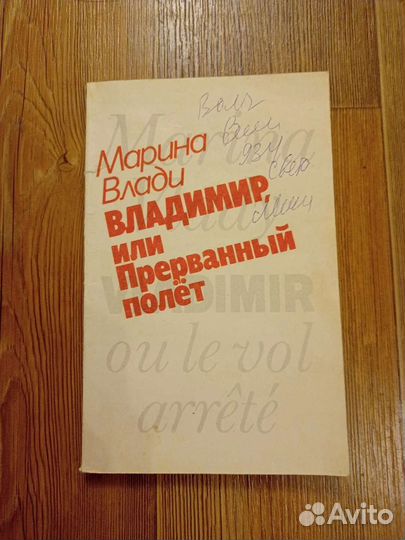 Марина
Влади
ВЛАДИМИР,
или
Прерванный
полёт
Marina
Vlady
VLADIMIR
ou le vol
arrêté
Avito